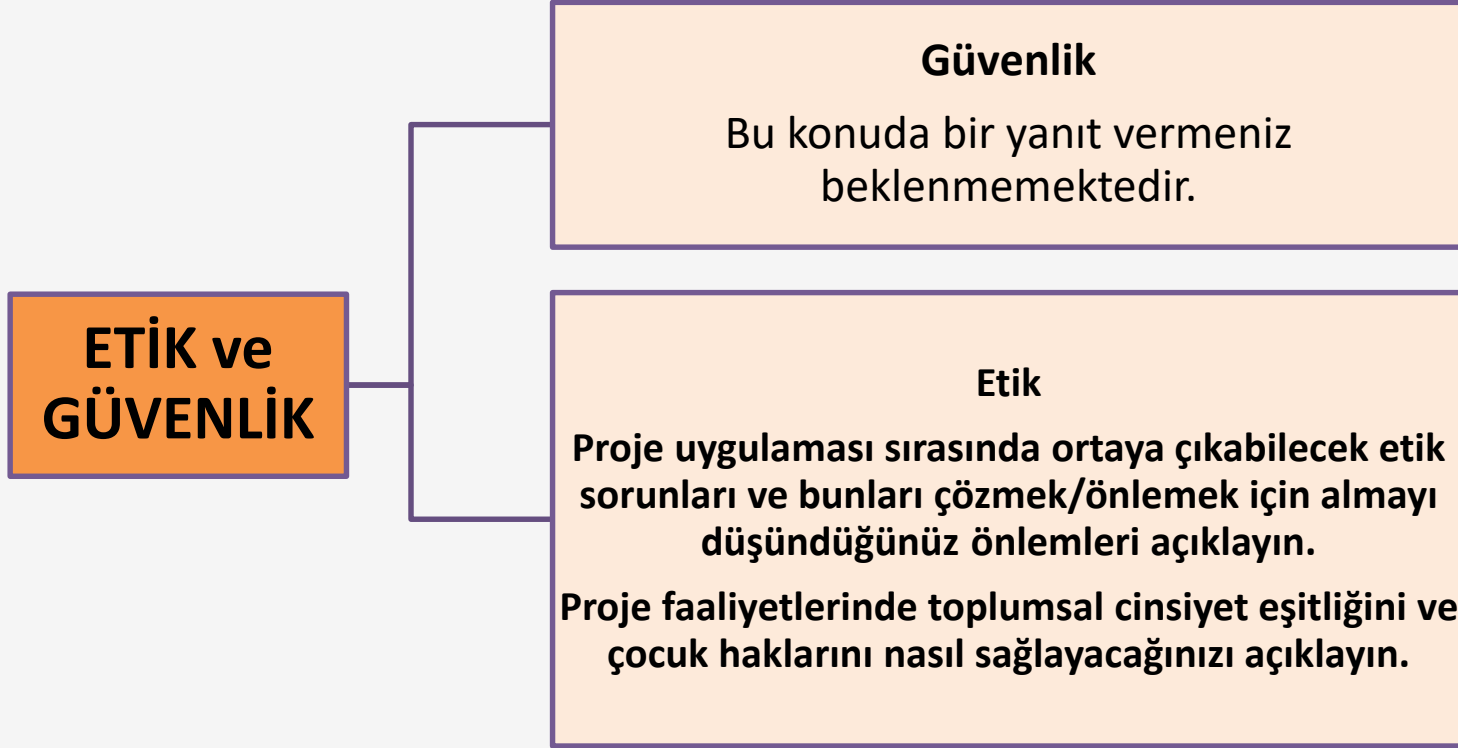 ETİK ve
GÜVENLİK
Güvenlik
Bu konuda bir yanıt vermeniz
beklenmemektedir.
Etik
Proje uygulaması sırasında ortaya çıkabilecek etik
sorunları ve bunları çözmek/önlemek için almayı
düşündüğünüz önlemleri açıklayın.
Proje faaliyetlerinde toplumsal cinsiyet eşitliğini ve
çocuk haklarını nasıl sağlayacağınızı açıklayın.